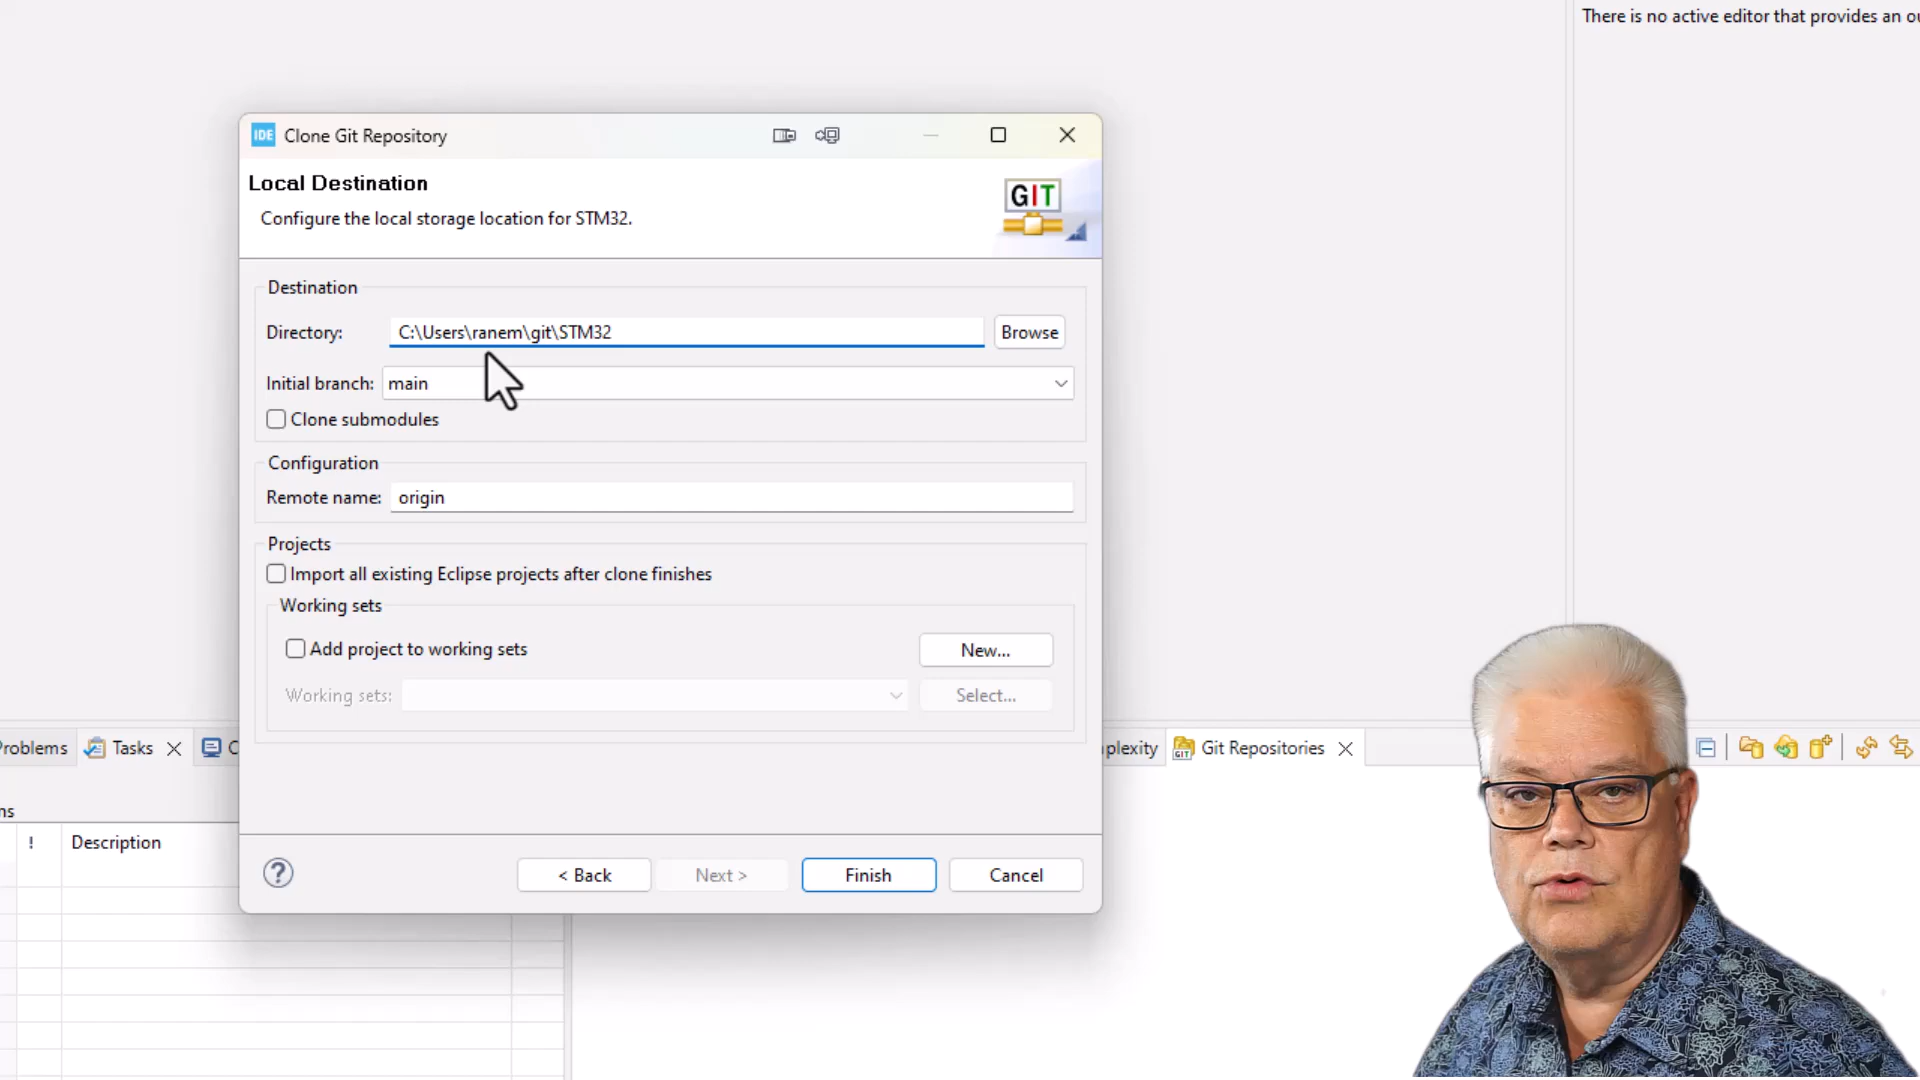 There is no active editor that provides an
IDE Clone Git Repository
Local Destination
Configure the local storage location for STM32.
GIT
Destination
Directory: C:\Users\ranem\git\STM32 Browse
Initial branch: main
Clone submodules
Configuration
Remote name: origin
Projects
Import all existing Eclipse projects after clone finishes
Working sets
Add project to working sets New...
Working sets: Select...
roblems Tasks C plexity GIT Git Repositories
ns
! Description
? < Back Next > Finish Cancel